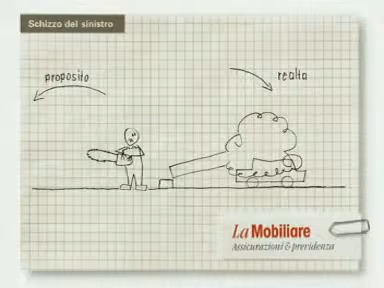 Schizzo del sinistro
proposito
realtà
La Mobiliare
Assicurazioni & previdenza